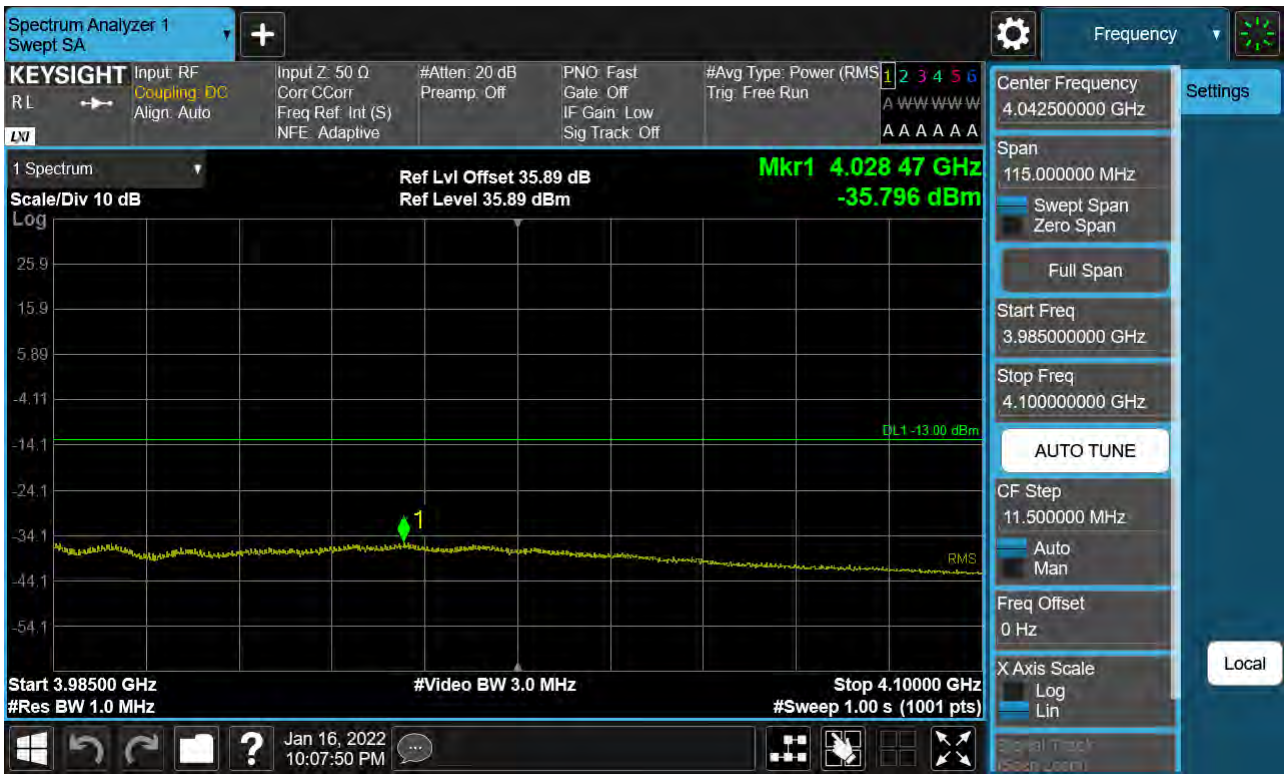 Spectrum Analyzer 1
Swept SA
+
Frequency
KEYSIGHT
RL
LXI
Input: RF
Coupling: DC
Align: Auto
Input Z: 50 Ω
Corr CCorr
Freq Ref: Int (S)
NFE: Adaptive
#Atten: 20 dB
Preamp: Off
PNO: Fast
Gate: Off
IF Gain: Low
Sig Track: Off
#Avg Type: Power (RMS
Trig: Free Run
1 2 3 4 5 6
A W W W W W
A A A A A A
1 Spectrum
Scale/Div 10 dB
Log
Ref Lvl Offset 35.89 dB
Ref Level 35.89 dBm
Mkr1 4.028 47 GHz
-35.796 dBm
25.9
15.9
5.89
-4.11
DL1 -13.00 dBm
-14.1
-24.1
1
-34.1
RMS
-44.1
-54.1
Start 3.98500 GHz
#Video BW 3.0 MHz
Stop 4.10000 GHz
#Res BW 1.0 MHz
#Sweep 1.00 s (1001 pts)
Center Frequency
4.042500000 GHz
Settings
Span
115.000000 MHz
Swept Span
Zero Span
Full Span
Start Freq
3.985000000 GHz
Stop Freq
4.100000000 GHz
AUTO TUNE
CF Step
11.500000 MHz
Auto
Man
Freq Offset
0 Hz
X Axis Scale
Log
Lin
Signal Track
(Span Zoom)
Local
?
Jan 16, 2022
10:07:50 PM